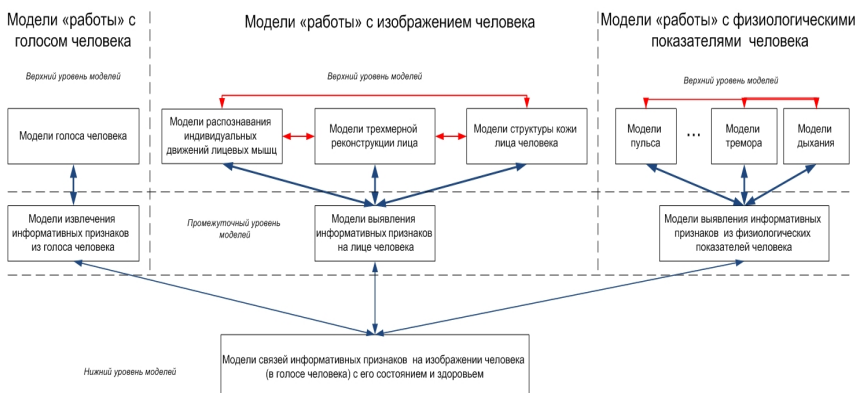 Модели «работы» с
голосом человека
Модели «работы» с изображением человека
Модели «работы» с физиологическими
показателями человека
Верхний уровень моделей
Верхний уровень моделей
Верхний уровень моделей
Модели голоса человека
Модели распознавания
индивидуальных
движений лицевых мышц
Модели трехмерной
реконструкции лица
Модели структуры кожи
лица человека
Модели
пульса
...
Модели
тремора
Модели
дыхания
Модели извлечения
информативных признаков
из голоса человека
Промежуточный уровень
моделей
Модели выявления
информативных признаков
на лице человека
Модели выявления информативных
признаков из физиологических
показателей человека
Модели связей информативных признаков на изображении человека
(в голосе человека) с его состоянием и здоровьем
Нижний уровень моделей